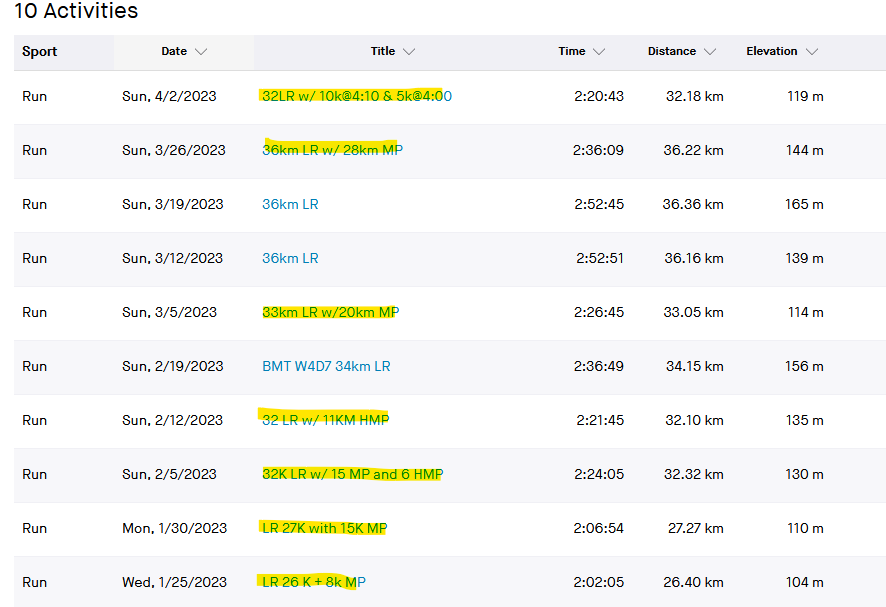 10 Activities
Sport Date Title Time Distance Elevation
Run Sun, 4/2/2023 32LR w/ 10k@4:10 & 5k@4:00 2:20:43 32.18 km 119 m
Run Sun, 3/26/2023 36km LR w/ 28km MP 2:36:09 36.22 km 144 m
Run Sun, 3/19/2023 36km LR 2:52:45 36.36 km 165 m
Run Sun, 3/12/2023 36km LR 2:52:51 36.16 km 139 m
Run Sun, 3/5/2023 33km LR w/20km MP 2:26:45 33.05 km 114 m
Run Sun, 2/19/2023 BMT W4D7 34km LR 2:36:49 34.15 km 156 m
Run Sun, 2/12/2023 32 LR w/ 11KM HMP 2:21:45 32.10 km 135 m
Run Sun, 2/5/2023 32K LR w/ 15 MP and 6 HMP 2:24:05 32.32 km 130 m
Run Mon, 1/30/2023 LR 27K with 15K MP 2:06:54 27.27 km 110 m
Run Wed, 1/25/2023 LR 26 K + 8k MP 2:02:05 26.40 km 104 m